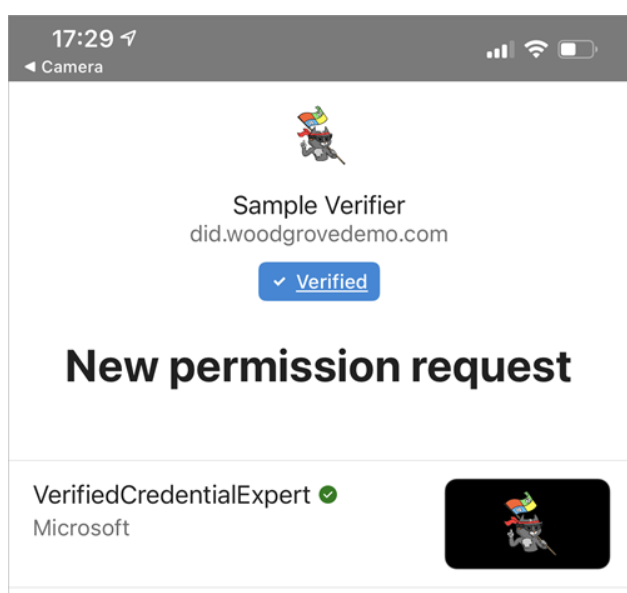 17:29
◀ Camera
Sample Verifier
did.woodgrovedemo.com
✓ Verified
New permission request
VerifiedCredentialExpert
Microsoft